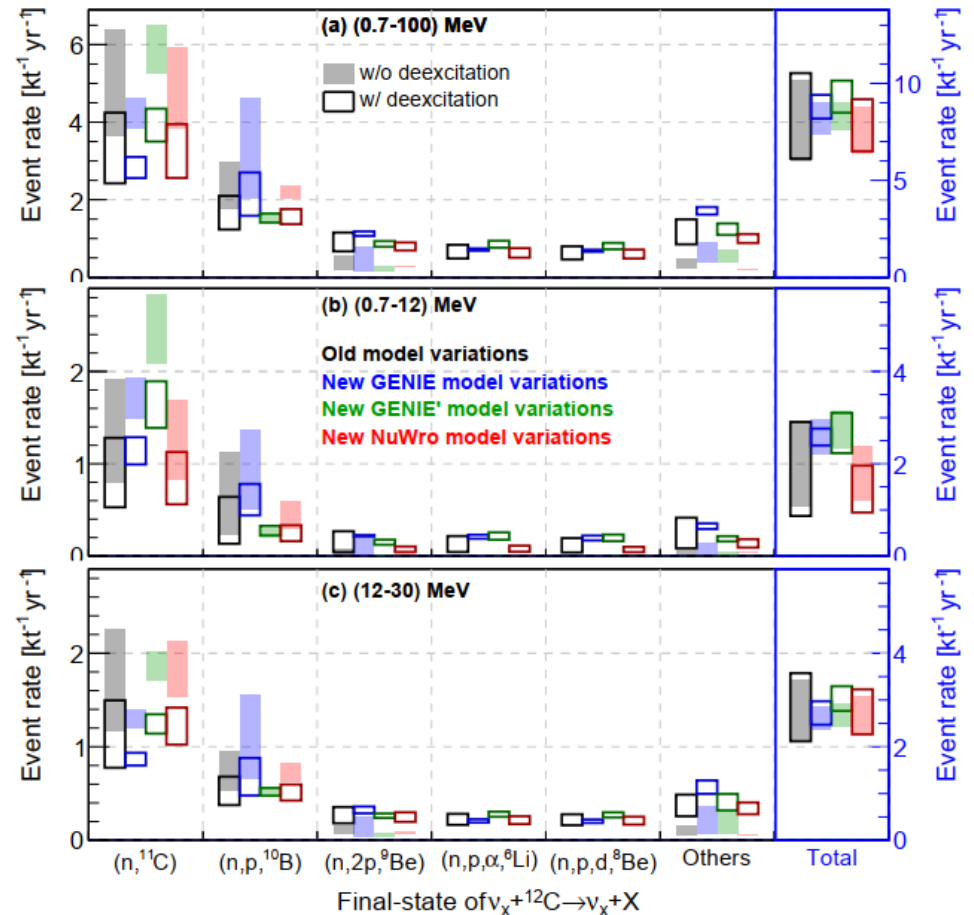 (a) (0.7-100) MeV
w/o deexcitation
w/ deexcitation
Event rate [kt⁻¹ yr⁻¹]
6
4
2
0
10
5
0
Event rate [kt⁻¹ yr⁻¹]
(b) (0.7-12) MeV
Old model variations
New GENIE model variations
New GENIE' model variations
New NuWro model variations
Event rate [kt⁻¹ yr⁻¹]
2
1
0
4
2
0
Event rate [kt⁻¹ yr⁻¹]
(c) (12-30) MeV
Event rate [kt⁻¹ yr⁻¹]
2
1
0
4
2
0
Event rate [kt⁻¹ yr⁻¹]
(n,¹¹C) (n,p,¹⁰B) (n,2p,⁹Be) (n,p,α,⁶Li) (n,p,d,⁸Be) Others Total
Final-state of νₓ+¹²C→νₓ+X